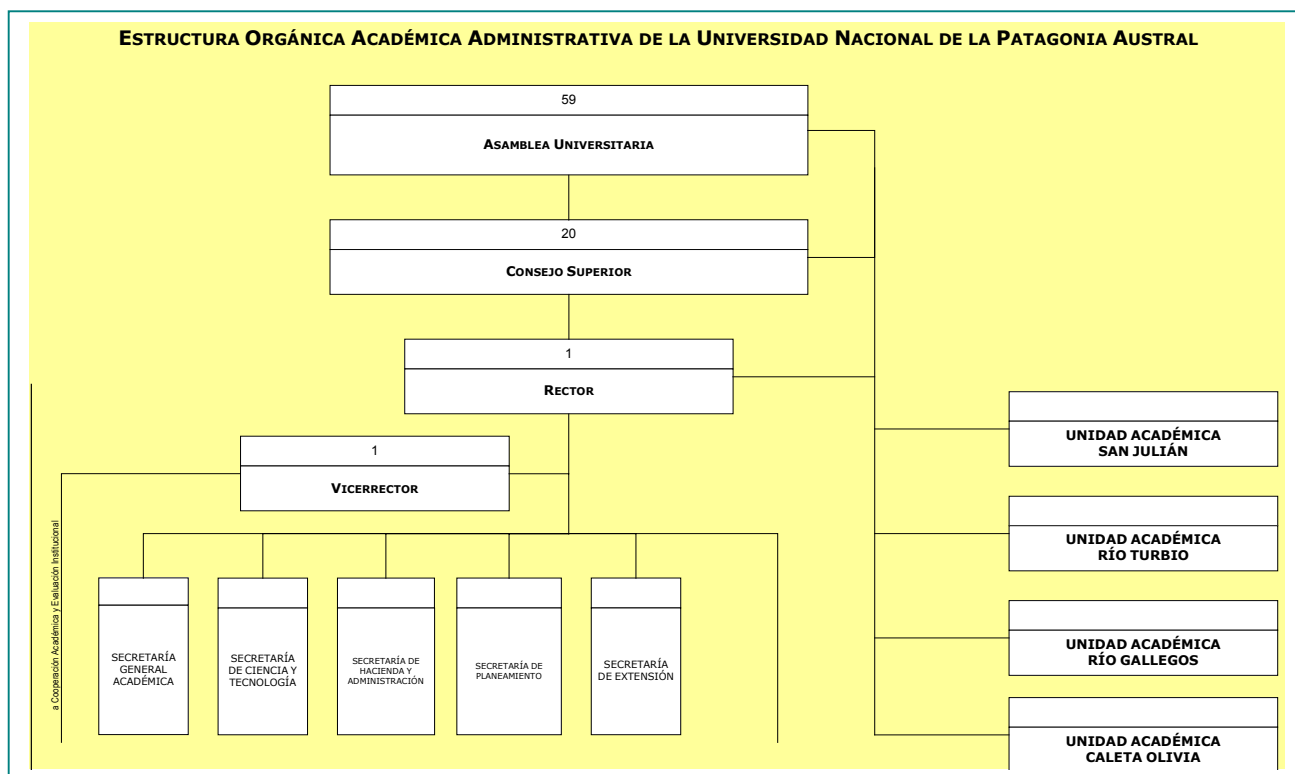 ESTRUCTURA ORGÁNICA ACADÉMICA ADMINISTRATIVA DE LA UNIVERSIDAD NACIONAL DE LA PATAGONIA AUSTRAL
59
ASAMBLEA UNIVERSITARIA
20
CONSEJO SUPERIOR
1
RECTOR
1
VICERRECTOR
UNIDAD ACADÉMICA
SAN JULIÁN
UNIDAD ACADÉMICA
RÍO TURBIO
UNIDAD ACADÉMICA
RÍO GALLEGOS
UNIDAD ACADÉMICA
CALETA OLIVIA
a Cooperación Académica y Evaluación Institucional
SECRETARÍA
GENERAL
ACADÉMICA
SECRETARÍA
DE CIENCIA Y
TECNOLOGÍA
SECRETARÍA DE
HACIENDA Y
ADMINISTRACIÓN
SECRETARÍA DE
PLANEAMIENTO
SECRETARÍA
DE EXTENSIÓN